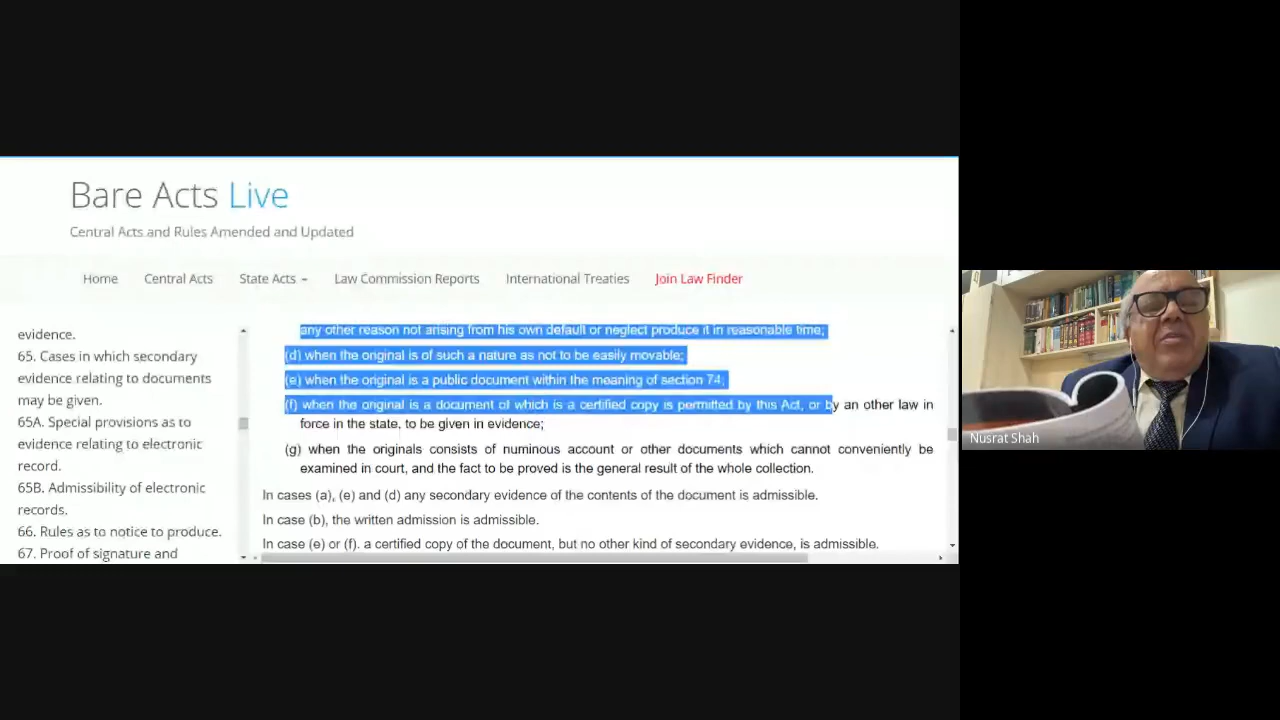 Bare Acts Live
Central Acts and Rules Amended and Updated
Home Central Acts State Acts Law Commission Reports International Treaties Join Law Finder
evidence.
65. Cases in which secondary
evidence relating to documents
may be given.
65A. Special provisions as to
evidence relating to electronic
record.
65B. Admissibility of electronic
records.
66. Rules as to notice to produce.
67. Proof of signature and
any other reason not arising from his own default or neglect produce it in reasonable time;
(d) when the original is of such a nature as not to be easily movable;
(e) when the original is a public document within the meaning of section 74;
(f) when the original is a document of which is a certified copy is permitted by this Act, or by an other law in
force in the state, to be given in evidence;
(g) when the originals consists of numinous account or other documents which cannot conveniently be
examined in court, and the fact to be proved is the general result of the whole collection.
In cases (a), (e) and (d) any secondary evidence of the contents of the document is admissible.
In case (b), the written admission is admissible.
In case (e) or (f). a certified copy of the document, but no other kind of secondary evidence, is admissible.
Nusrat Shah